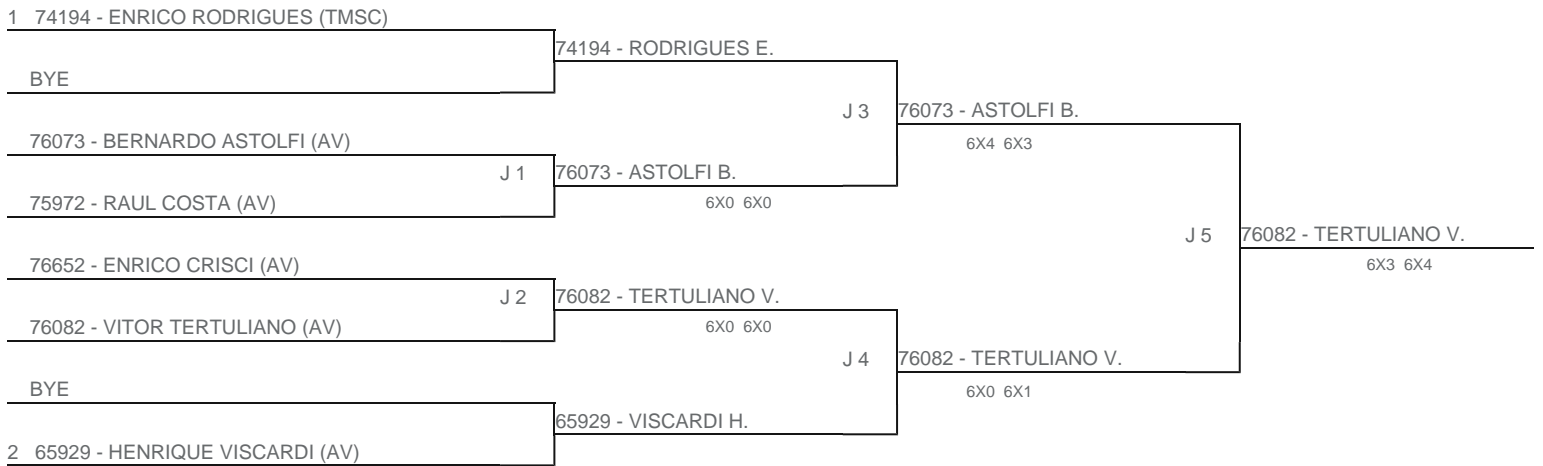 1 74194 - ENRICO RODRIGUES (TMSC)
74194 - RODRIGUES E.
BYE
J 3 76073 - ASTOLFI B.
76073 - BERNARDO ASTOLFI (AV)
6X4 6X3
J 1 76073 - ASTOLFI B.
75972 - RAUL COSTA (AV)
6X0 6X0
J 5 76082 - TERTULIANO V.
76652 - ENRICO CRISCI (AV)
6X3 6X4
J 2 76082 - TERTULIANO V.
76082 - VITOR TERTULIANO (AV)
6X0 6X0
J 4 76082 - TERTULIANO V.
BYE
6X0 6X1
65929 - VISCARDI H.
2 65929 - HENRIQUE VISCARDI (AV)